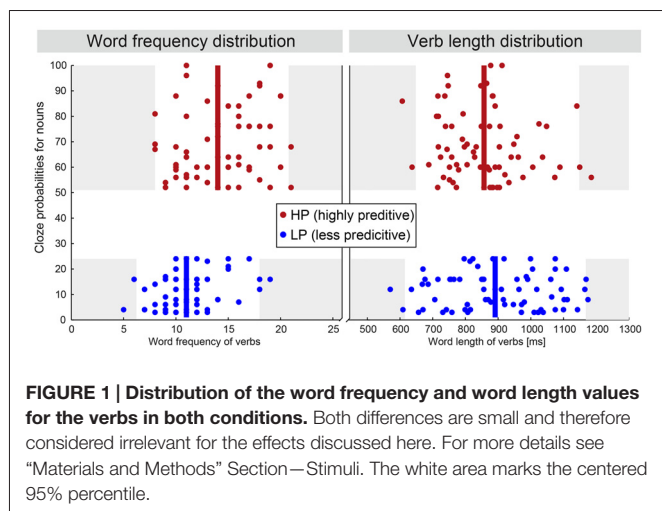 Word frequency distribution
Verb length distribution
Cloze probabilities for nouns
100
90
80
70
60
50
40
30
20
10
0
HP (highly preditive)
LP (less predicitive)
0 5 10 15 20 25
500 600 700 800 900 1000 1100 1200 1300
Word frequency of verbs
Word length of verbs [ms]
FIGURE 1 | Distribution of the word frequency and word length values
for the verbs in both conditions. Both differences are small and therefore
considered irrelevant for the effects discussed here. For more details see
“Materials and Methods” Section—Stimuli. The white area marks the centered
95% percentile.